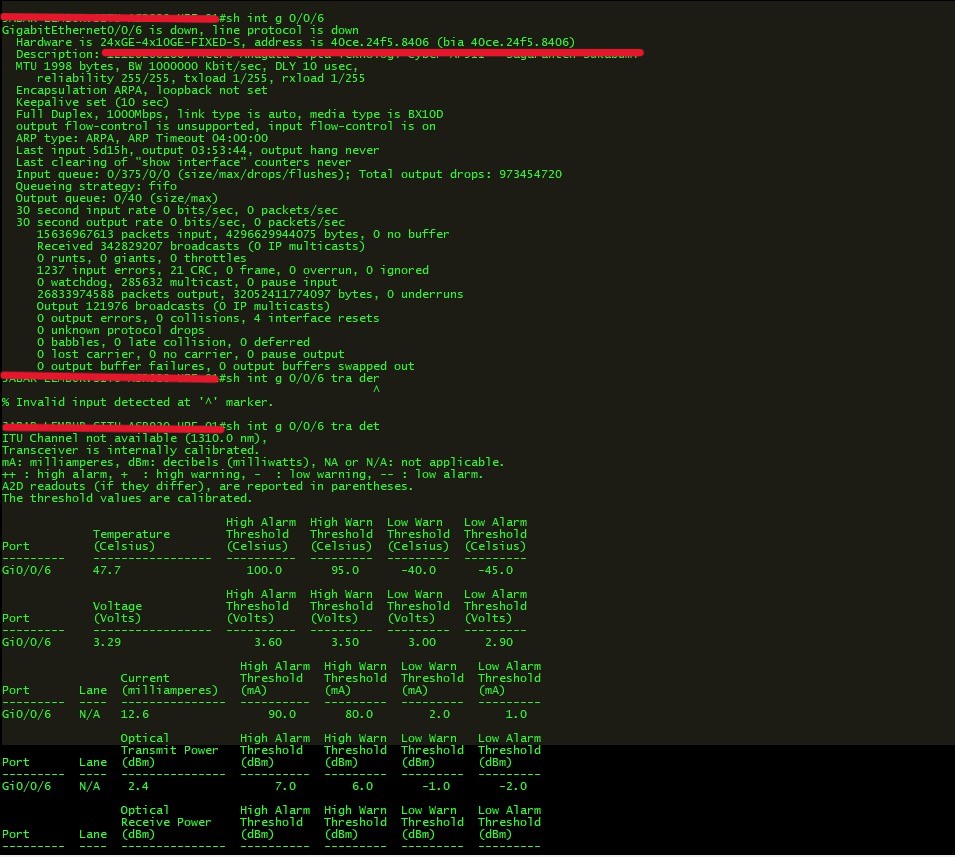 #sh int g 0/0/6
GigabitEthernet0/0/6 is down, line protocol is down
Hardware is 24xGE-4x10GE-FIXED-S, address is 40ce.24f5.8406 (bia 40ce.24f5.8406)
Description:
MTU 1998 bytes, BW 1000000 Kbit/sec, DLY 10 usec,
reliability 255/255, txload 1/255, rxload 1/255
Encapsulation ARPA, loopback not set
Keepalive set (10 sec)
Full Duplex, 1000Mbps, link type is auto, media type is BX10D
output flow-control is unsupported, input flow-control is on
ARP type: ARPA, ARP Timeout 04:00:00
Last input 5d15h, output 03:53:44, output hang never
Last clearing of "show interface" counters never
Input queue: 0/375/0/0 (size/max/drops/flushes); Total output drops: 973454720
Queueing strategy: fifo
Output queue: 0/40 (size/max)
30 second input rate 0 bits/sec, 0 packets/sec
30 second output rate 0 bits/sec, 0 packets/sec
15636967613 packets input, 4296629944075 bytes, 0 no buffer
Received 342829207 broadcasts (0 IP multicasts)
0 runts, 0 giants, 0 throttles
1237 input errors, 21 CRC, 0 frame, 0 overrun, 0 ignored
0 watchdog, 285632 multicast, 0 pause input
26833974588 packets output, 32052411774097 bytes, 0 underruns
Output 121976 broadcasts (0 IP multicasts)
0 output errors, 0 collisions, 4 interface resets
0 unknown protocol drops
0 babbles, 0 late collision, 0 deferred
0 lost carrier, 0 no carrier, 0 pause output
0 output buffer failures, 0 output buffers swapped out
#sh int g 0/0/6 tra der
^
% Invalid input detected at '^' marker.
#sh int g 0/0/6 tra det
ITU Channel not available (1310.0 nm),
Transceiver is internally calibrated.
mA: milliamperes, dBm: decibels (milliwatts), NA or N/A: not applicable.
++ : high alarm, + : high warning, - : low warning, -- : low alarm.
A2D readouts (if they differ), are reported in parentheses.
The threshold values are calibrated.
High Alarm High Warn Low Warn Low Alarm
Temperature Threshold Threshold Threshold Threshold
Port (Celsius) (Celsius) (Celsius) (Celsius) (Celsius)
--------- ----------------- ---------- --------- --------- ---------
Gi0/0/6 47.7 100.0 95.0 -40.0 -45.0
High Alarm High Warn Low Warn Low Alarm
Voltage Threshold Threshold Threshold Threshold
Port (Volts) (Volts) (Volts) (Volts) (Volts)
--------- ----------------- ---------- --------- --------- ---------
Gi0/0/6 3.29 3.60 3.50 3.00 2.90
High Alarm High Warn Low Warn Low Alarm
Current Threshold Threshold Threshold Threshold
Port Lane (milliamperes) (mA) (mA) (mA) (mA)
--------- ---- --------------- ---------- --------- --------- ---------
Gi0/0/6 N/A 12.6 90.0 80.0 2.0 1.0
Optical High Alarm High Warn Low Warn Low Alarm
Transmit Power Threshold Threshold Threshold Threshold
Port Lane (dBm) (dBm) (dBm) (dBm) (dBm)
--------- ---- --------------- ---------- --------- --------- ---------
Gi0/0/6 N/A 2.4 7.0 6.0 -1.0 -2.0
Optical High Alarm High Warn Low Warn Low Alarm
Receive Power Threshold Threshold Threshold Threshold
Port Lane (dBm) (dBm) (dBm) (dBm) (dBm)
--------- ---- --------------- ---------- --------- --------- ---------